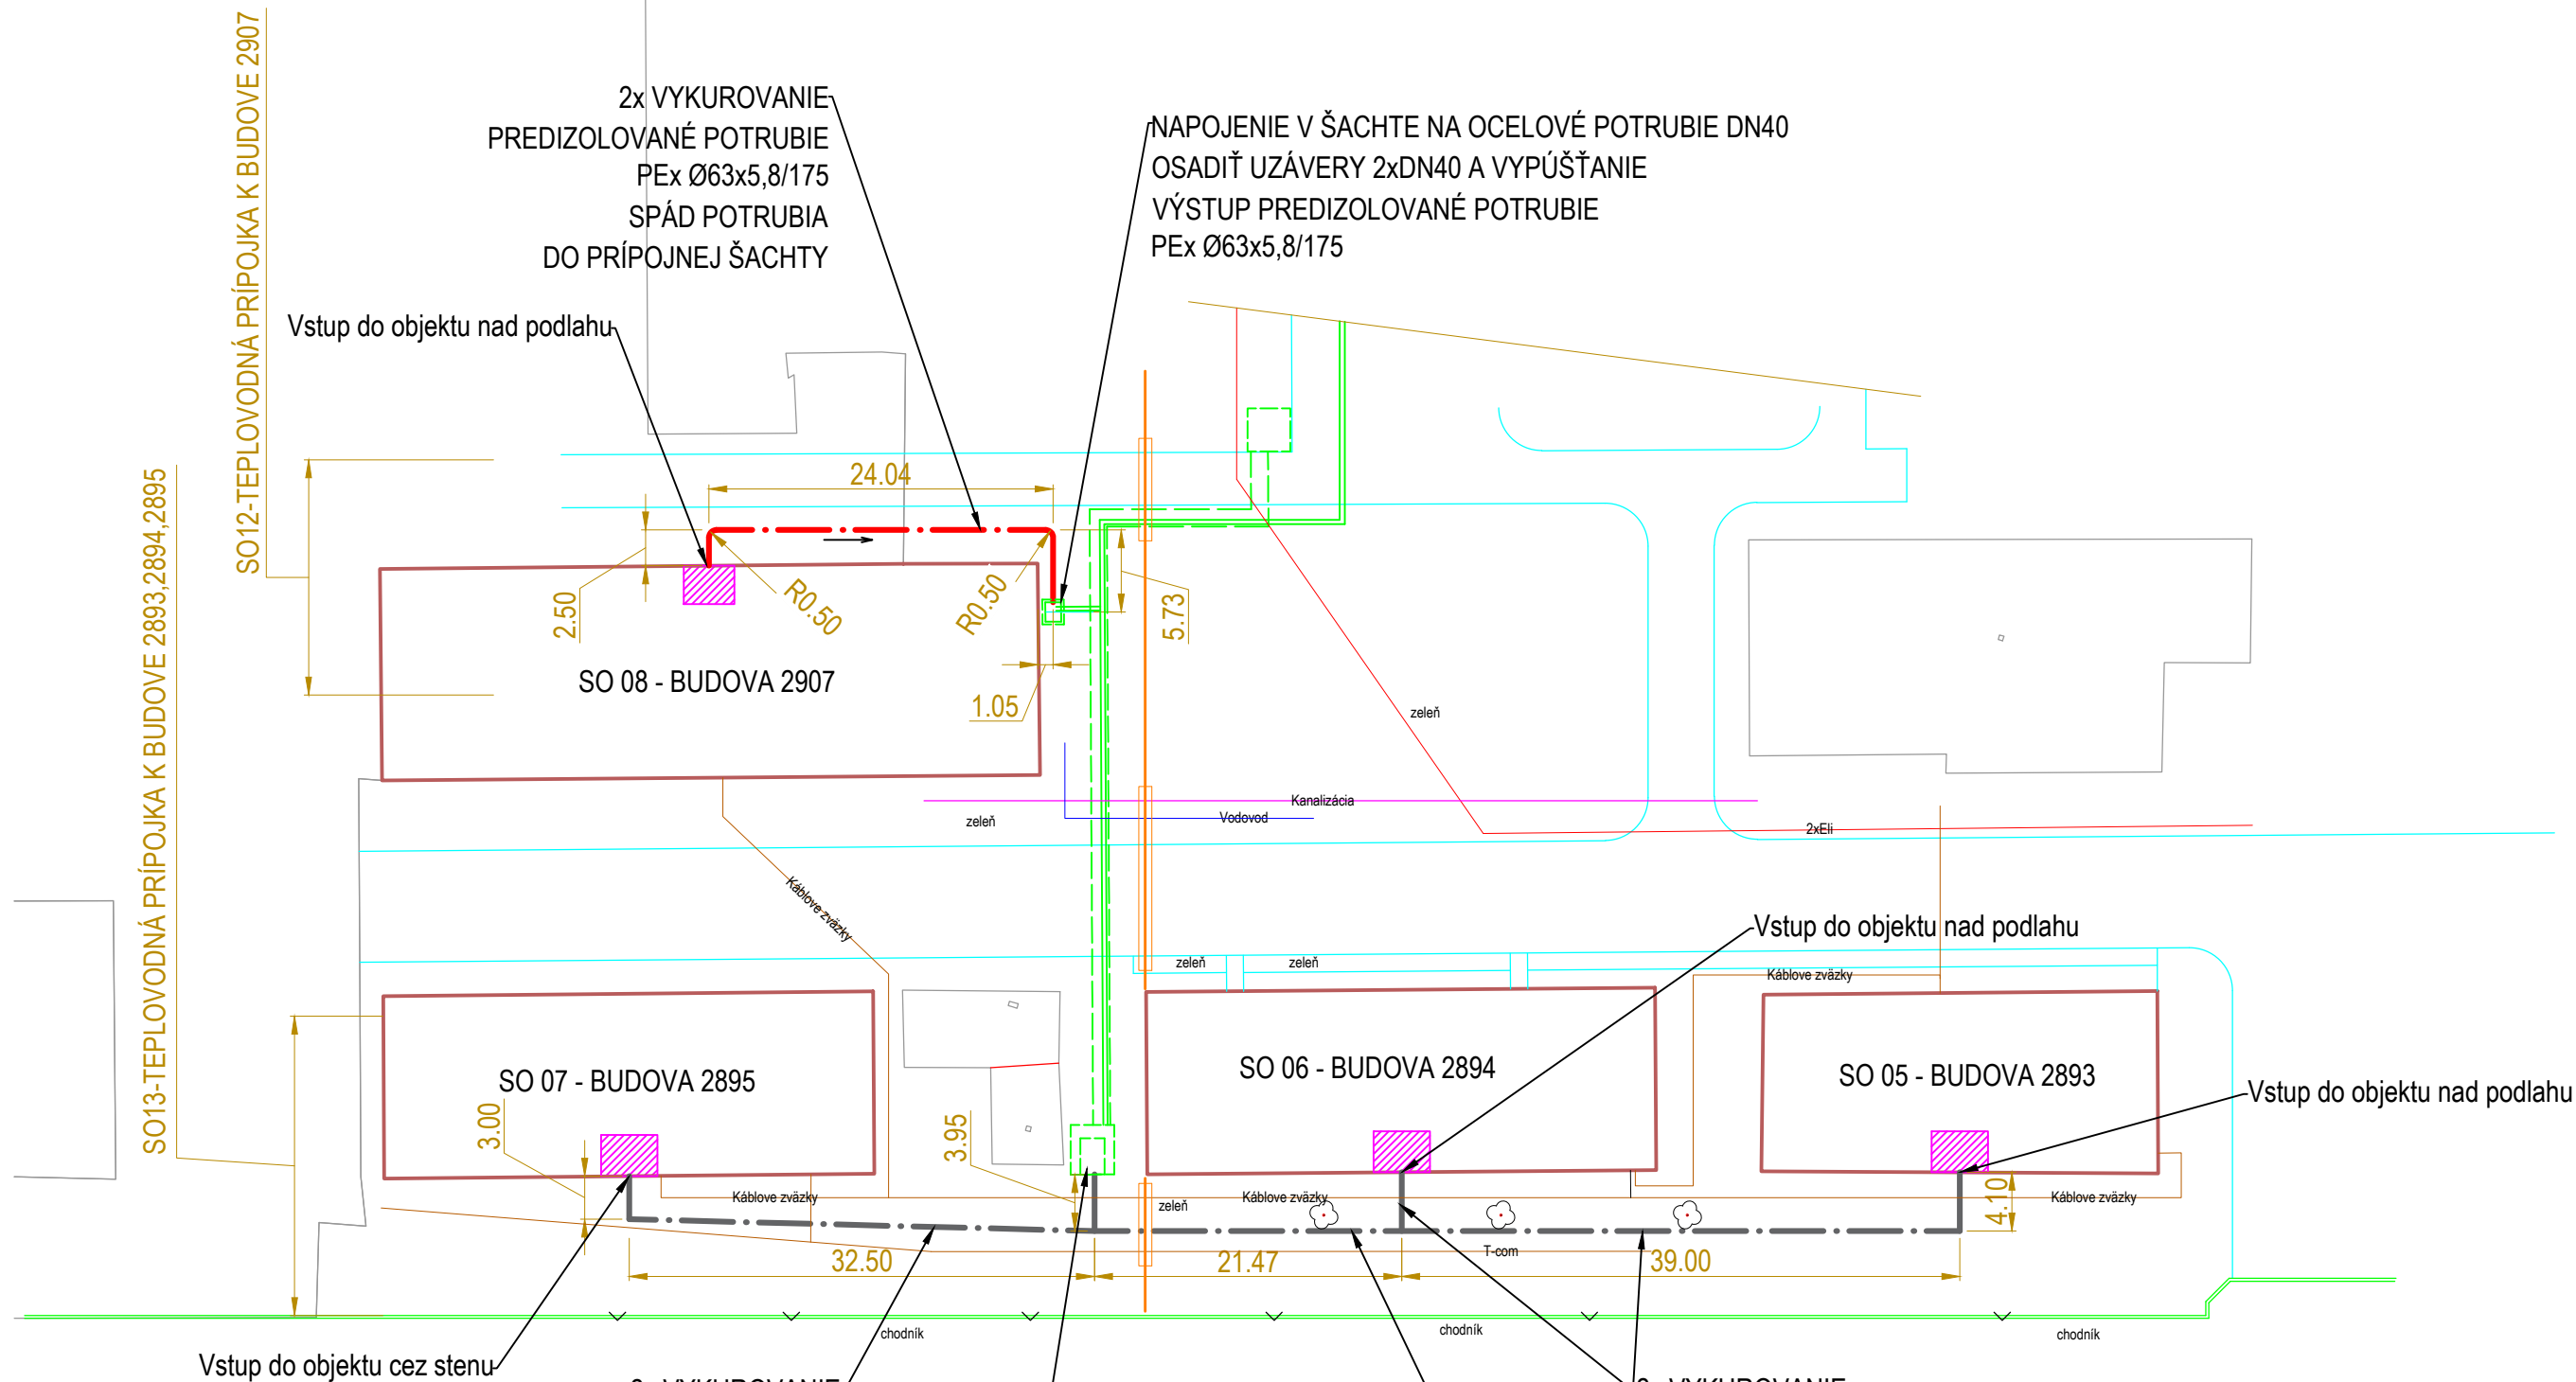 SO12-TEPLOVODNÁ PRÍPOJKA K BUDOVE 2907
2x VYKUROVANIE
PREDIZOLOVANÉ POTRUBIE
PEx Ø63x5,8/175
SPÁD POTRUBIA
DO PRÍPOJNEJ ŠACHTY
NAPOJENIE V ŠACHTE NA OCELOVÉ POTRUBIE DN40
OSADIŤ UZÁVERY 2xDN40 A VYPÚŠŤANIE
VÝSTUP PREDIZOLOVANÉ POTRUBIE
PEx Ø63x5,8/175
Vstup do objektu nad podlahu
24.04
SO13-TEPLOVODNÁ PRÍPOJKA K BUDOVE 2893,2894,2895
2.50
R0.50
R0.50
5.73
SO 08 - BUDOVA 2907
1.05
zeleň
Kanalizácia
Vodovod
zeleň
2xEli
Káblove zväzky
Vstup do objektu nad podlahu
zeleň
zeleň
Káblove zväzky
SO 07 - BUDOVA 2895
SO 06 - BUDOVA 2894
SO 05 - BUDOVA 2893
Vstup do objektu nad podlahu
3.00
3.95
4.10
Káblove zväzky
zeleň
Káblove zväzky
Káblove zväzky
T-com
32.50
21.47
39.00
chodník
chodník
chodník
Vstup do objektu cez stenu
2x VYKUROVANIE
2x VYKUROVANIE